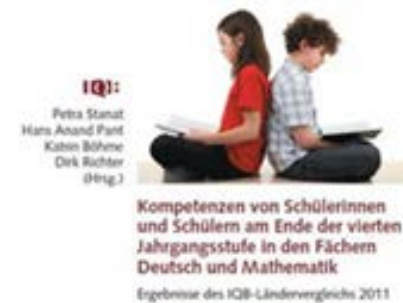 IQB
Petra Stanat
Hans Anand Pant
Katrin Böhme
Dirk Richter
(Hrsg.)
Kompetenzen von Schülerinnen
und Schülern am Ende der vierten
Jahrgangsstufe in den Fächern
Deutsch und Mathematik
Ergebnisse des IQB-Ländervergleichs 2011